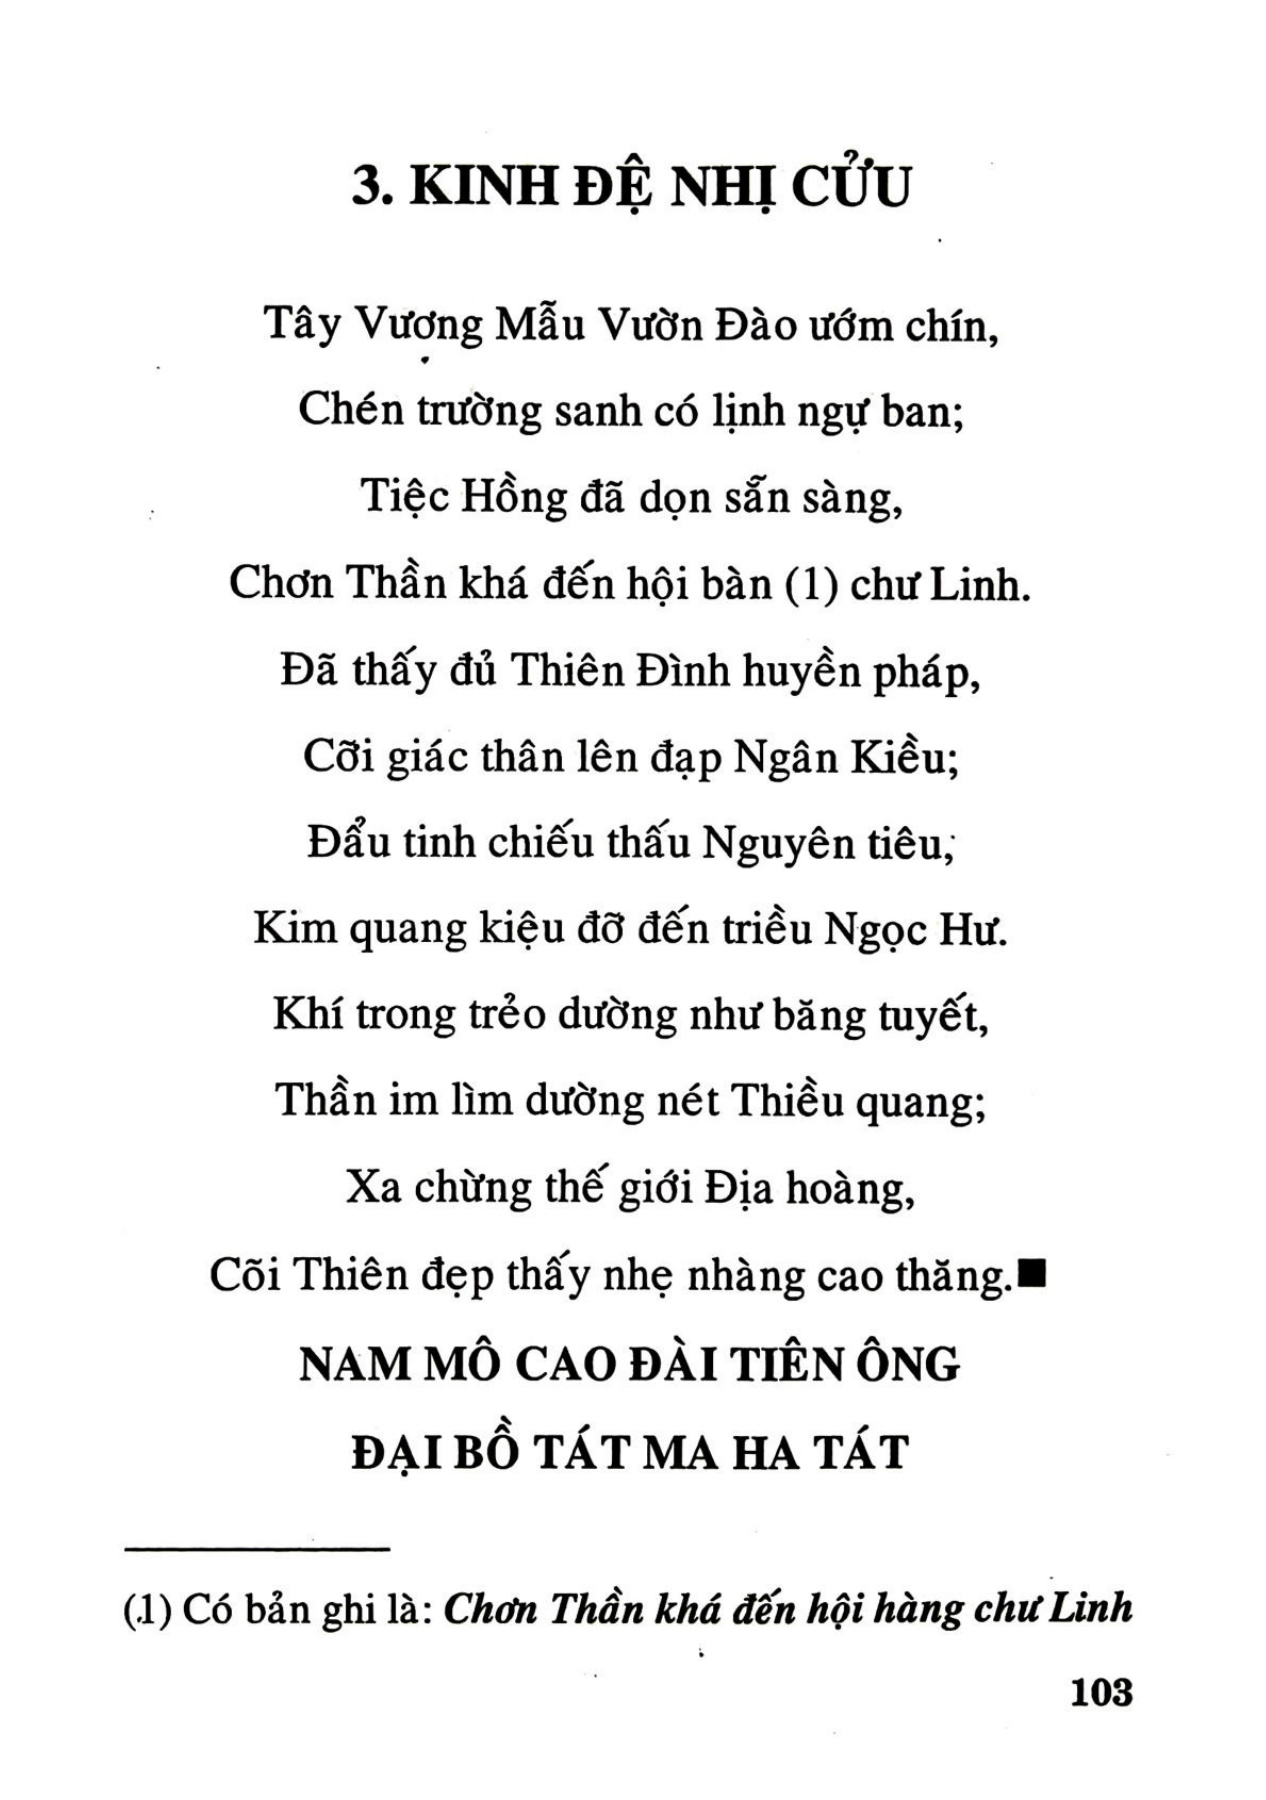 3. KINH ĐỆ NHỊ CỬU
Tây Vương Mẫu Vườn Đào ướm chín,
Chén trường sanh có lịnh ngự ban;
Tiệc Hồng đã dọn sẵn sàng,
Chơn Thần khá đến hội bàn (1) chư Linh.
Đã thấy đủ Thiên Đình huyền pháp,
Cỡi giác thân lên đạp Ngân Kiều;
Đẩu tinh chiếu thấu Nguyên tiêu,
Kim quang kiệu đỡ đến triều Ngọc Hư.
Khí trong trẻo dường như băng tuyết,
Thần im lìm dường nét Thiều quang;
Xa chừng thế giới Địa hoàng,
Cõi Thiên đẹp thấy nhẹ nhàng cao thăng.■
NAM MÔ CAO ĐÀI TIÊN ÔNG
ĐẠI BỒ TÁT MA HA TÁT
(1) Có bản ghi là: Chơn Thần khá đến hội hàng chư Linh
103